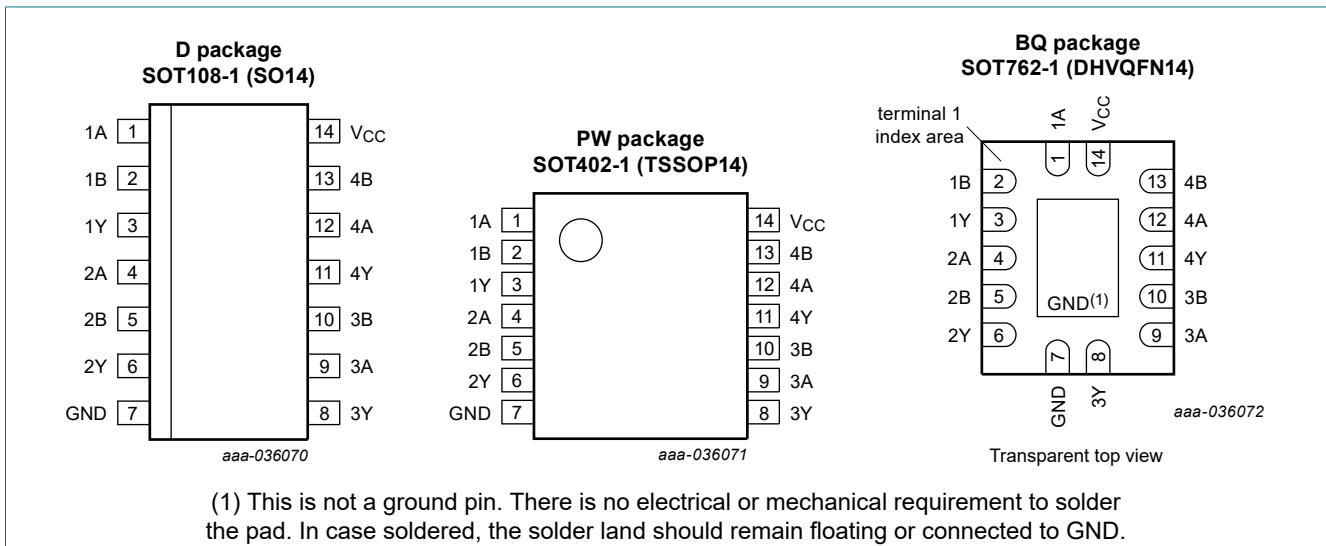 D package
SOT108-1 (SO14)
1A 1 14 VCC
1B 2 13 4B
1Y 3 12 4A
2A 4 11 4Y
2B 5 10 3B
2Y 6 9 3A
GND 7 8 3Y
aaa-036070
PW package
SOT402-1 (TSSOP14)
1A 1 14 VCC
1B 2 13 4B
1Y 3 12 4A
2A 4 11 4Y
2B 5 10 3B
2Y 6 9 3A
GND 7 8 3Y
aaa-036071
BQ package
SOT762-1 (DHVQFN14)
terminal 1
index area
1A VCC
1 14
1B 2 13 4B
1Y 3 12 4A
2A 4 11 4Y
2B 5 10 3B
GND(1)
2Y 6 9 3A
7 8
GND 3Y
aaa-036072
Transparent top view
(1) This is not a ground pin. There is no electrical or mechanical requirement to solder
the pad. In case soldered, the solder land should remain floating or connected to GND.